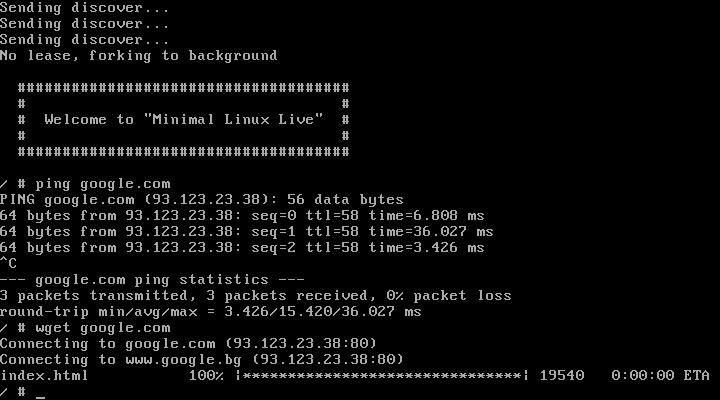 Sending discover...
Sending discover...
Sending discover...
No lease, forking to background
  #####################################
  #                                   #
  #  Welcome to "Minimal Linux Live"  #
  #                                   #
  #####################################
/ # ping google.com
PING google.com (93.123.23.38): 56 data bytes
64 bytes from 93.123.23.38: seq=0 ttl=58 time=6.808 ms
64 bytes from 93.123.23.38: seq=1 ttl=58 time=36.027 ms
64 bytes from 93.123.23.38: seq=2 ttl=58 time=3.426 ms
^C
--- google.com ping statistics ---
3 packets transmitted, 3 packets received, 0% packet loss
round-trip min/avg/max = 3.426/15.420/36.027 ms
/ # wget google.com
Connecting to google.com (93.123.23.38:80)
Connecting to www.google.bg (93.123.23.38:80)
index.html           100% |*******************************| 19540   0:00:00 ETA
/ # _